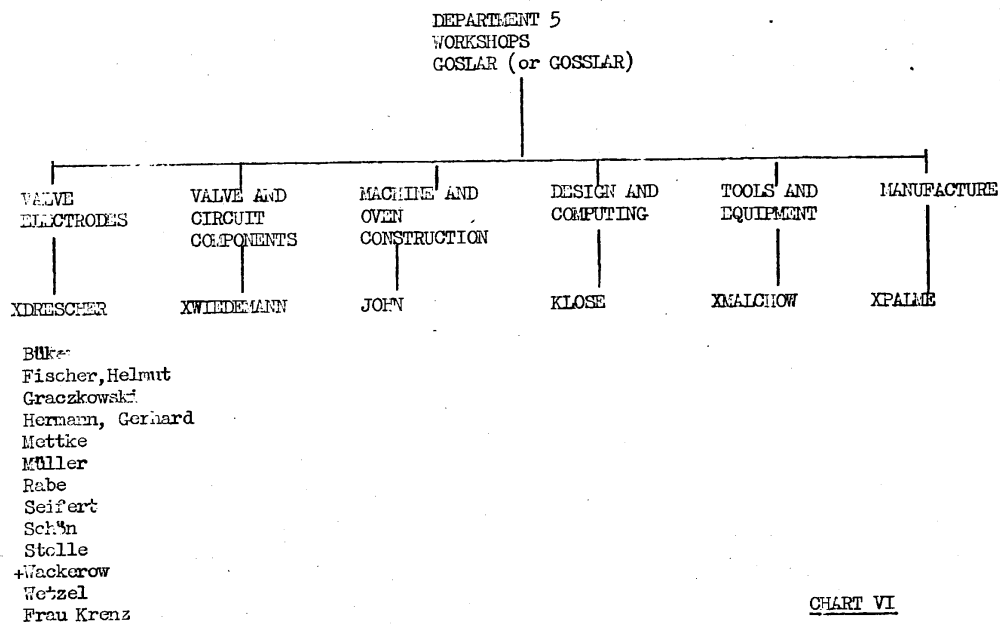 DEPARTMENT 5
WORKSHOPS
GOSLAR (or GOSSLAR)
VALVE
ELECTRODES
VALVE AND
CIRCUIT
COMPONENTS
MACHINE AND
OVEN
CONSTRUCTION
DESIGN AND
COMPUTING
TOOLS AND
EQUIPMENT
MANUFACTURE
XDRESCHER
XWIEDEMANN
JOHN
KLOSE
XMALCHOW
XPALME
Fischer,Helmut
Graczkowski
Hermann, Gerhard
Mettke
Müller
Rabe
Seifert
Schön
Stolle
+Wackerow
Wetzel
Frau Krenz
CHART VI